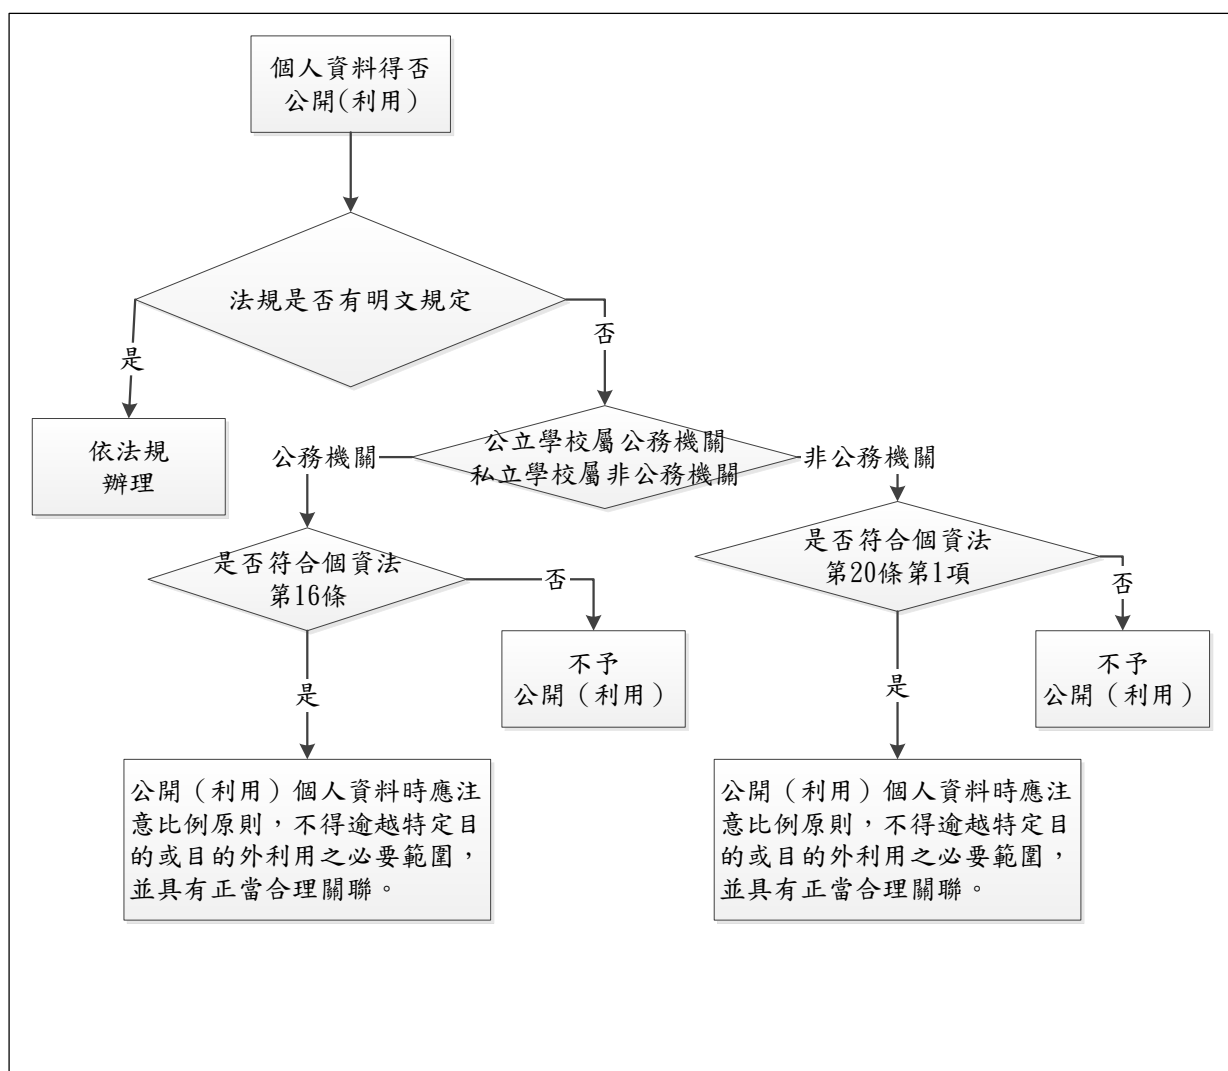 個人資料得否
公開(利用)
法規是否有明文規定
是
否
依法規
辦理
公立學校屬公務機關
私立學校屬非公務機關
公務機關
非公務機關
是否符合個資法
第16條
否
是
不予
公開（利用）
公開（利用）個人資料時應注
意比例原則，不得逾越特定目
的或目的外利用之必要範圍，
並具有正當合理關聯。
是否符合個資法
第20條第1項
否
是
不予
公開（利用）
公開（利用）個人資料時應注
意比例原則，不得逾越特定目
的或目的外利用之必要範圍，
並具有正當合理關聯。